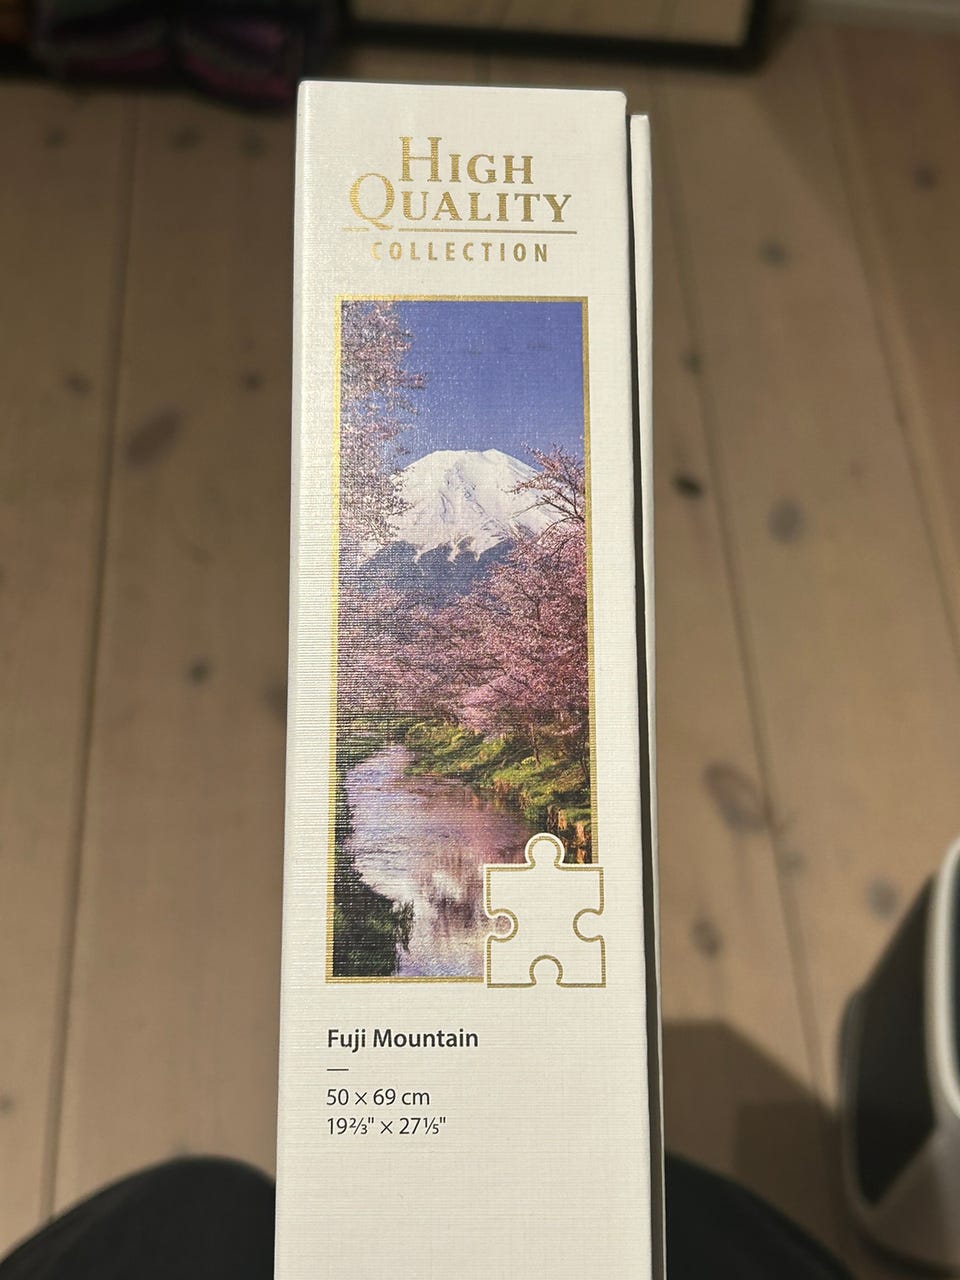 HIGH
QUALITY
COLLECTION
Fuji Mountain
50 × 69 cm
19⅔" × 27⅕"